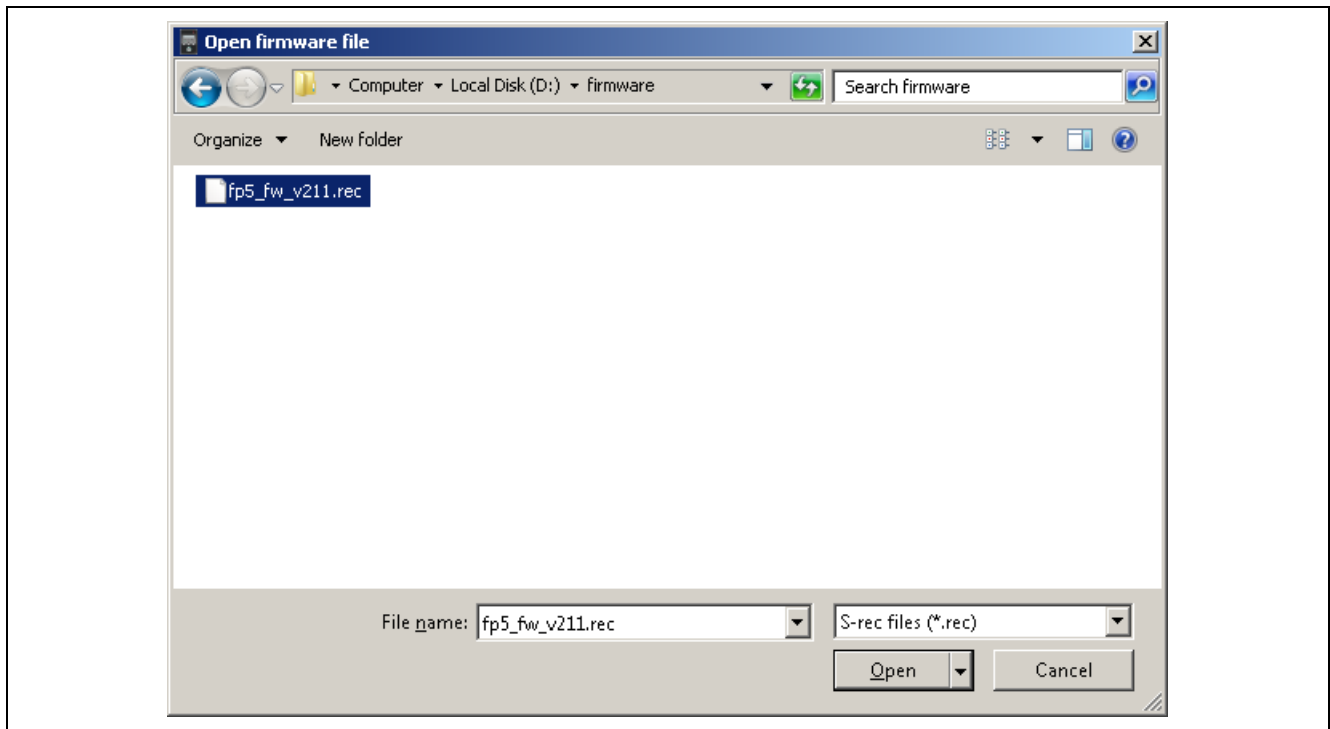 Open firmware file
Computer Local Disk (D:) firmware Search firmware
Organize New folder
fp5_fw_v211.rec
File name: fp5_fw_v211.rec S-rec files (*.rec)
Open Cancel